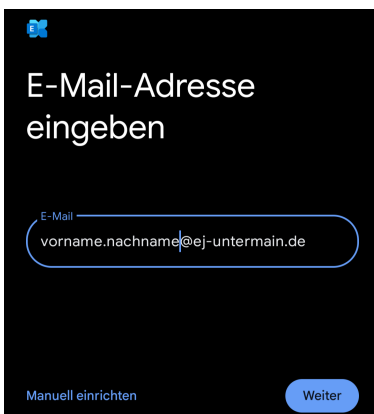 E
E-Mail-Adresse
eingeben
E-Mail
vorname.nachname@ej-untermain.de
Manuell einrichten
Weiter